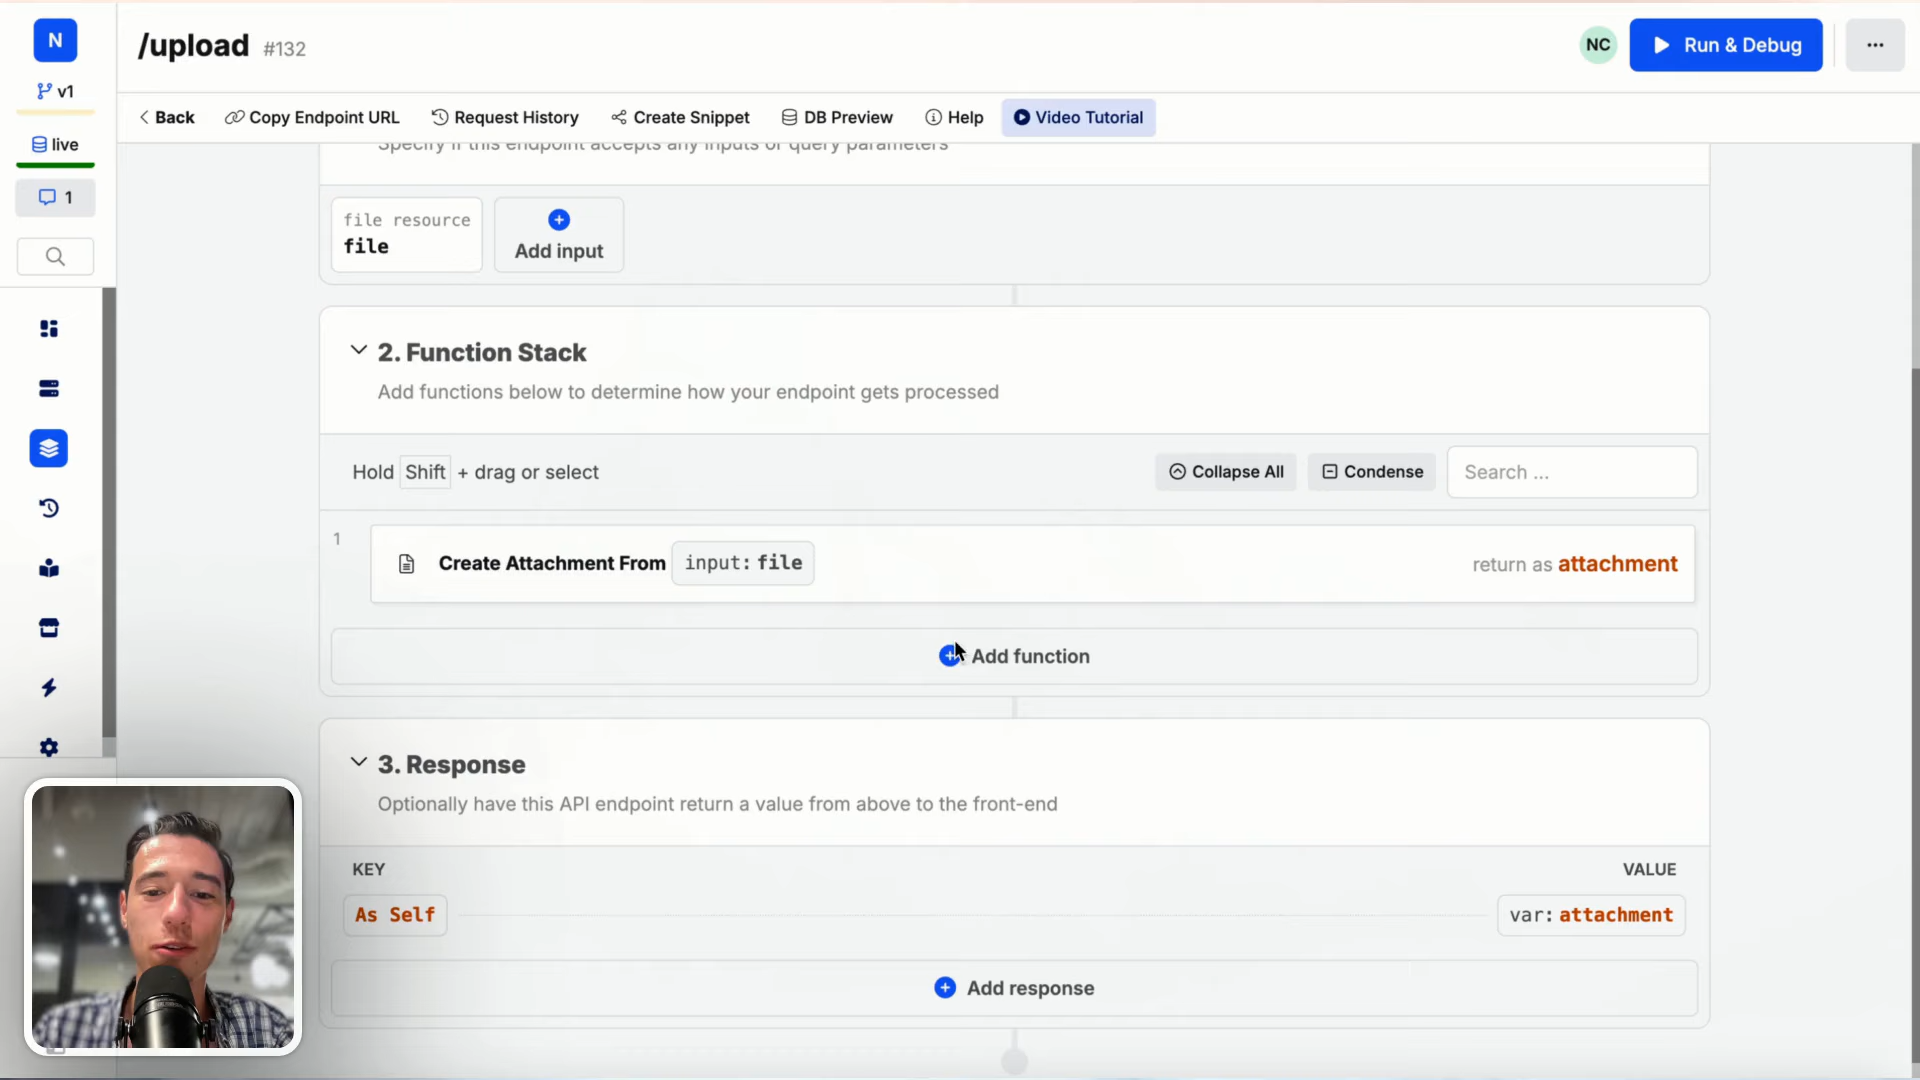 N
/upload #132
NC
Run & Debug
v1
Back
Copy Endpoint URL
Request History
Create Snippet
DB Preview
Help
Video Tutorial
live
Specify if this endpoint accepts any inputs or query parameters
1
file resource
file
Add input
2. Function Stack
Add functions below to determine how your endpoint gets processed
Hold Shift + drag or select
Collapse All
Condense
Search ...
1
Create Attachment From input: file
return as attachment
Add function
3. Response
Optionally have this API endpoint return a value from above to the front-end
KEY
VALUE
As Self
var: attachment
Add response